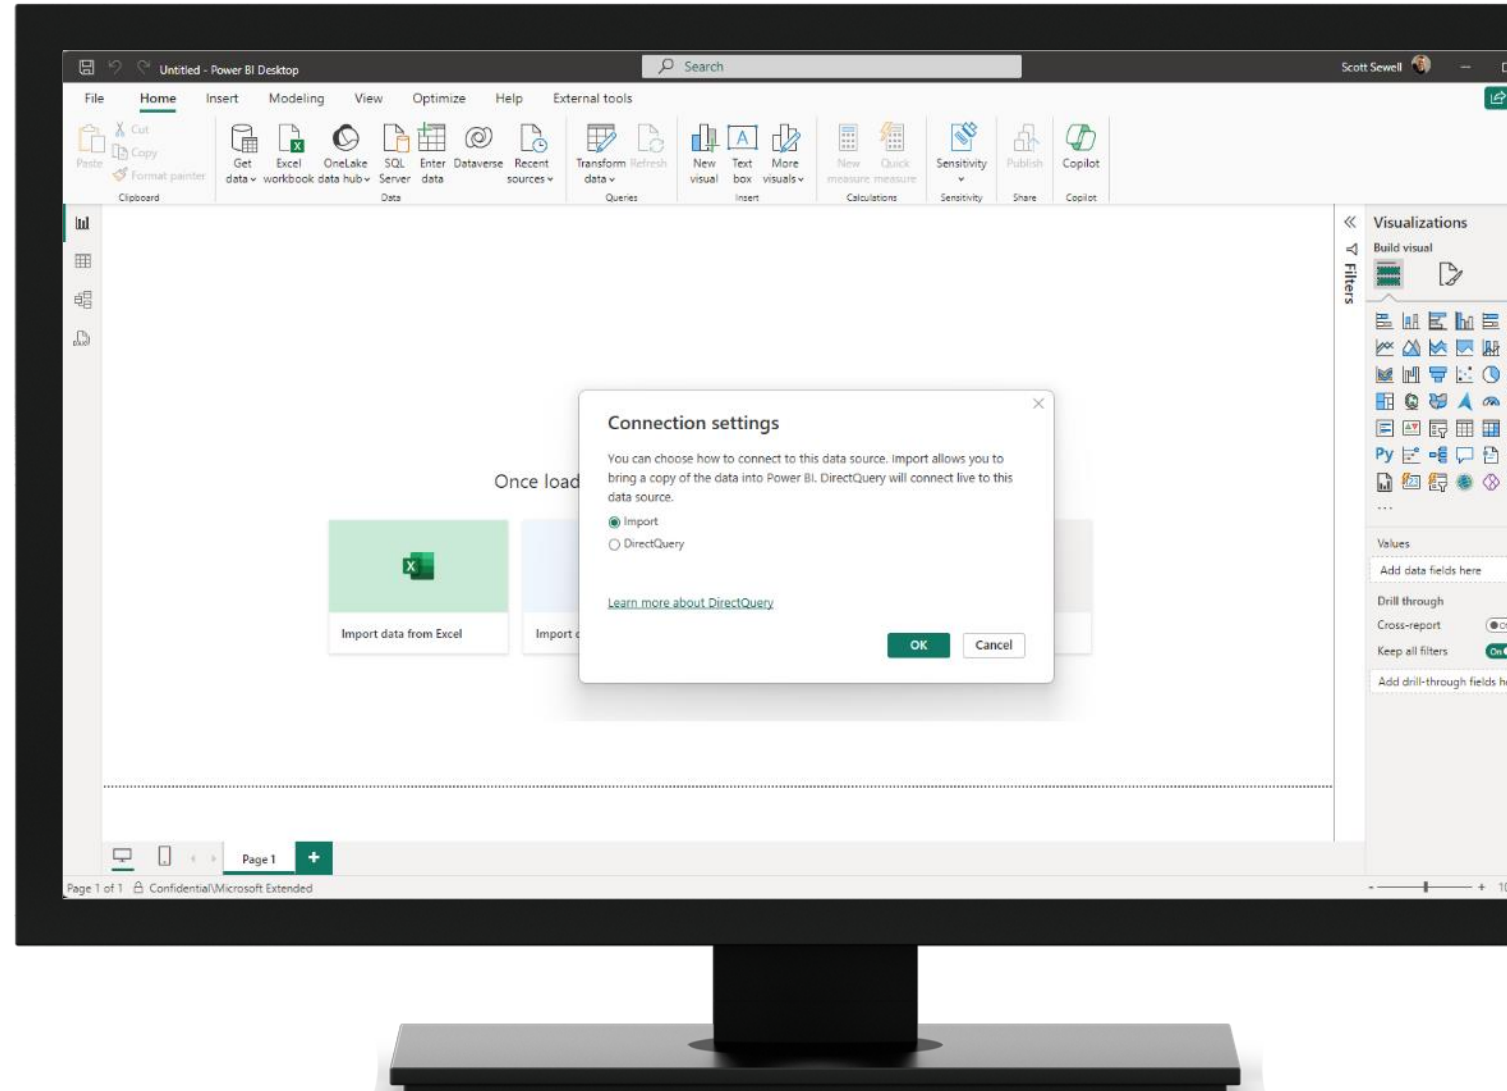 Untitled - Power BI Desktop
Search
Scott Sewell
File Home Insert Modeling View Optimize Help External tools
Paste
Cut
Copy
Format painter
Clipboard
Get data
Excel workbook
OneLake data hub
SQL Server
Enter data
Dataverse
Recent sources
Data
Transform data
Refresh
Queries
New visual
Text box
More visuals
Insert
New measure
Quick measure
Calculations
Sensitivity
Sensitivity
Publish
Share
Copilot
Copilot
Filters
Visualizations
Build visual
Py
Values
Add data fields here
Drill through
Cross-report
Keep all filters
On
Add drill-through fields
Once load
Import data from Excel
Import
Connection settings
You can choose how to connect to this data source. Import allows you to
bring a copy of the data into Power BI. DirectQuery will connect live to this
data source.
Import
DirectQuery
Learn more about DirectQuery
OK Cancel
Page 1
Page 1 of 1 Confidential\Microsoft Extended